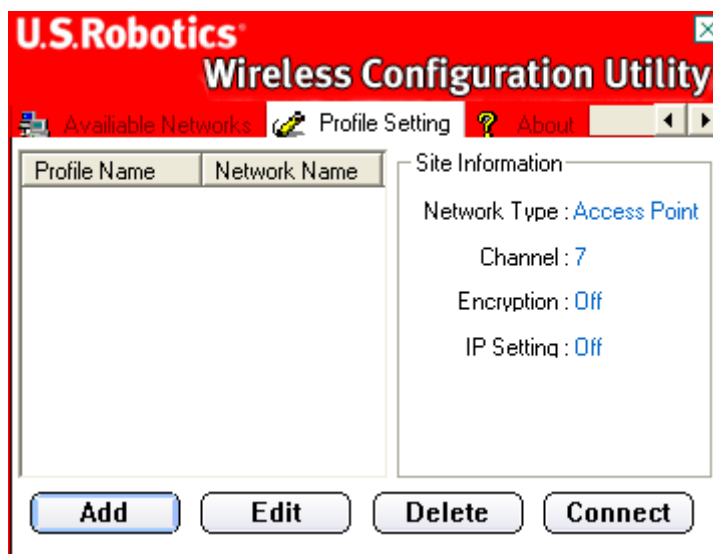 U.S.Robotics
Wireless Configuration Utility
Availiable Networks Profile Setting About
Profile Name Network Name
Site Information
Network Type : Access Point
Channel : 7
Encryption : Off
IP Setting : Off
Add Edit Delete Connect